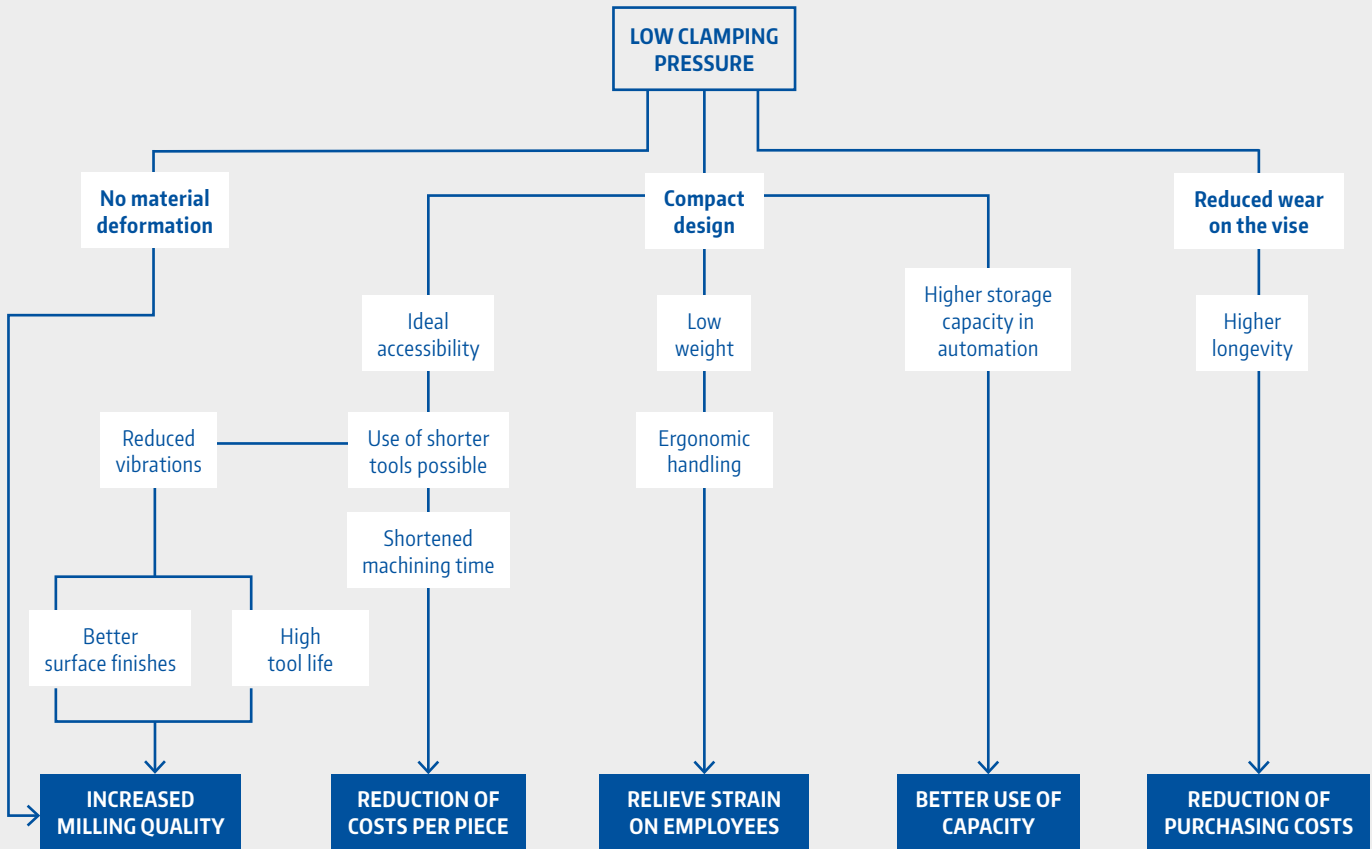 LOW CLAMPING
PRESSURE
No material
deformation
Compact
design
Reduced wear
on the vise
Ideal
accessibility
Low
weight
Higher storage
capacity in
automation
Higher
longevity
Reduced
vibrations
Use of shorter
tools possible
Ergonomic
handling
Shortened
machining time
Better
surface finishes
High
tool life
INCREASED
MILLING QUALITY
REDUCTION OF
COSTS PER PIECE
RELIEVE STRAIN
ON EMPLOYEES
BETTER USE OF
CAPACITY
REDUCTION OF
PURCHASING COSTS